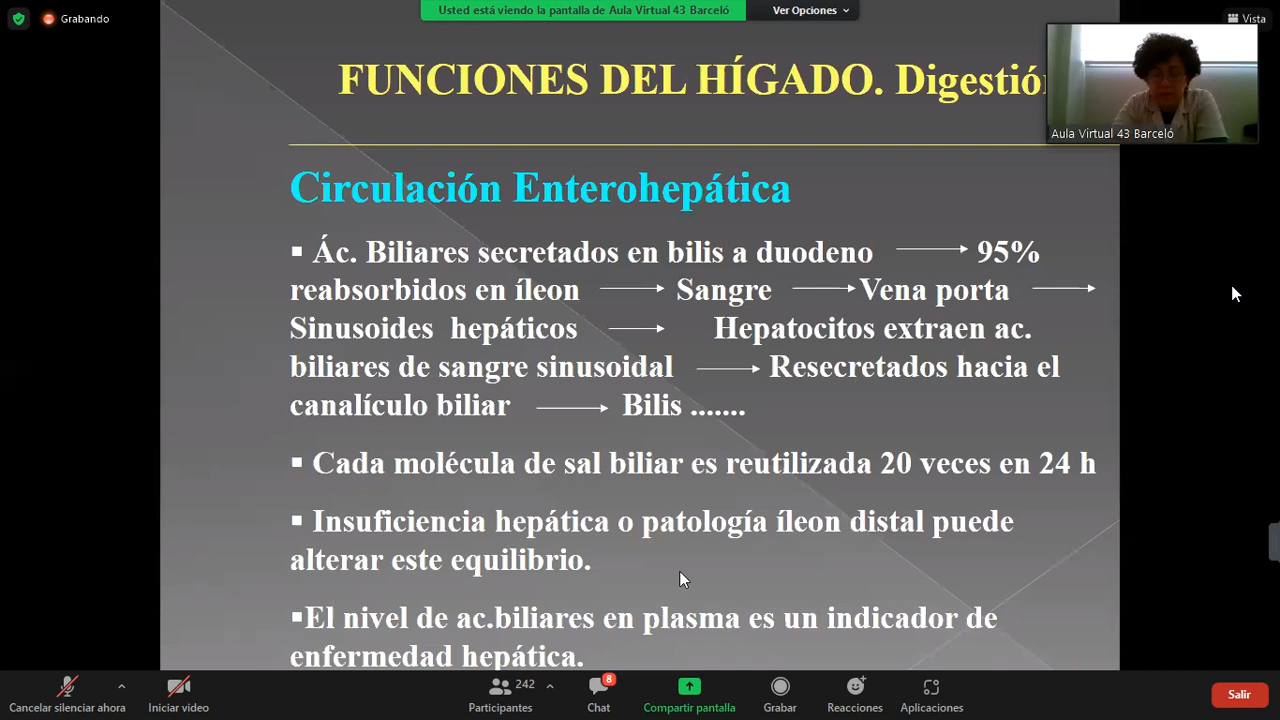 Grabando
Usted está viendo la pantalla de Aula Virtual 43 Barceló
Ver Opciones
Vista
FUNCIONES DEL HÍGADO. Digestión
Aula Virtual 43 Barceló
Circulación Enterohepática
▪ Ác. Biliares secretados en bilis a duodeno → 95%
reabsorbidos en íleon → Sangre → Vena porta →
Sinusoides hepáticos → Hepatocitos extraen ac.
biliares de sangre sinusoidal → Resecretados hacia el
canalículo biliar → Bilis .......
▪ Cada molécula de sal biliar es reutilizada 20 veces en 24 h
▪ Insuficiencia hepática o patología íleon distal puede
alterar este equilibrio.
▪El nivel de ac.biliares en plasma es un indicador de
enfermedad hepática.
Cancelar silenciar ahora
Iniciar video
242
Participantes
8
Chat
Compartir pantalla
Grabar
Reacciones
Aplicaciones
Salir